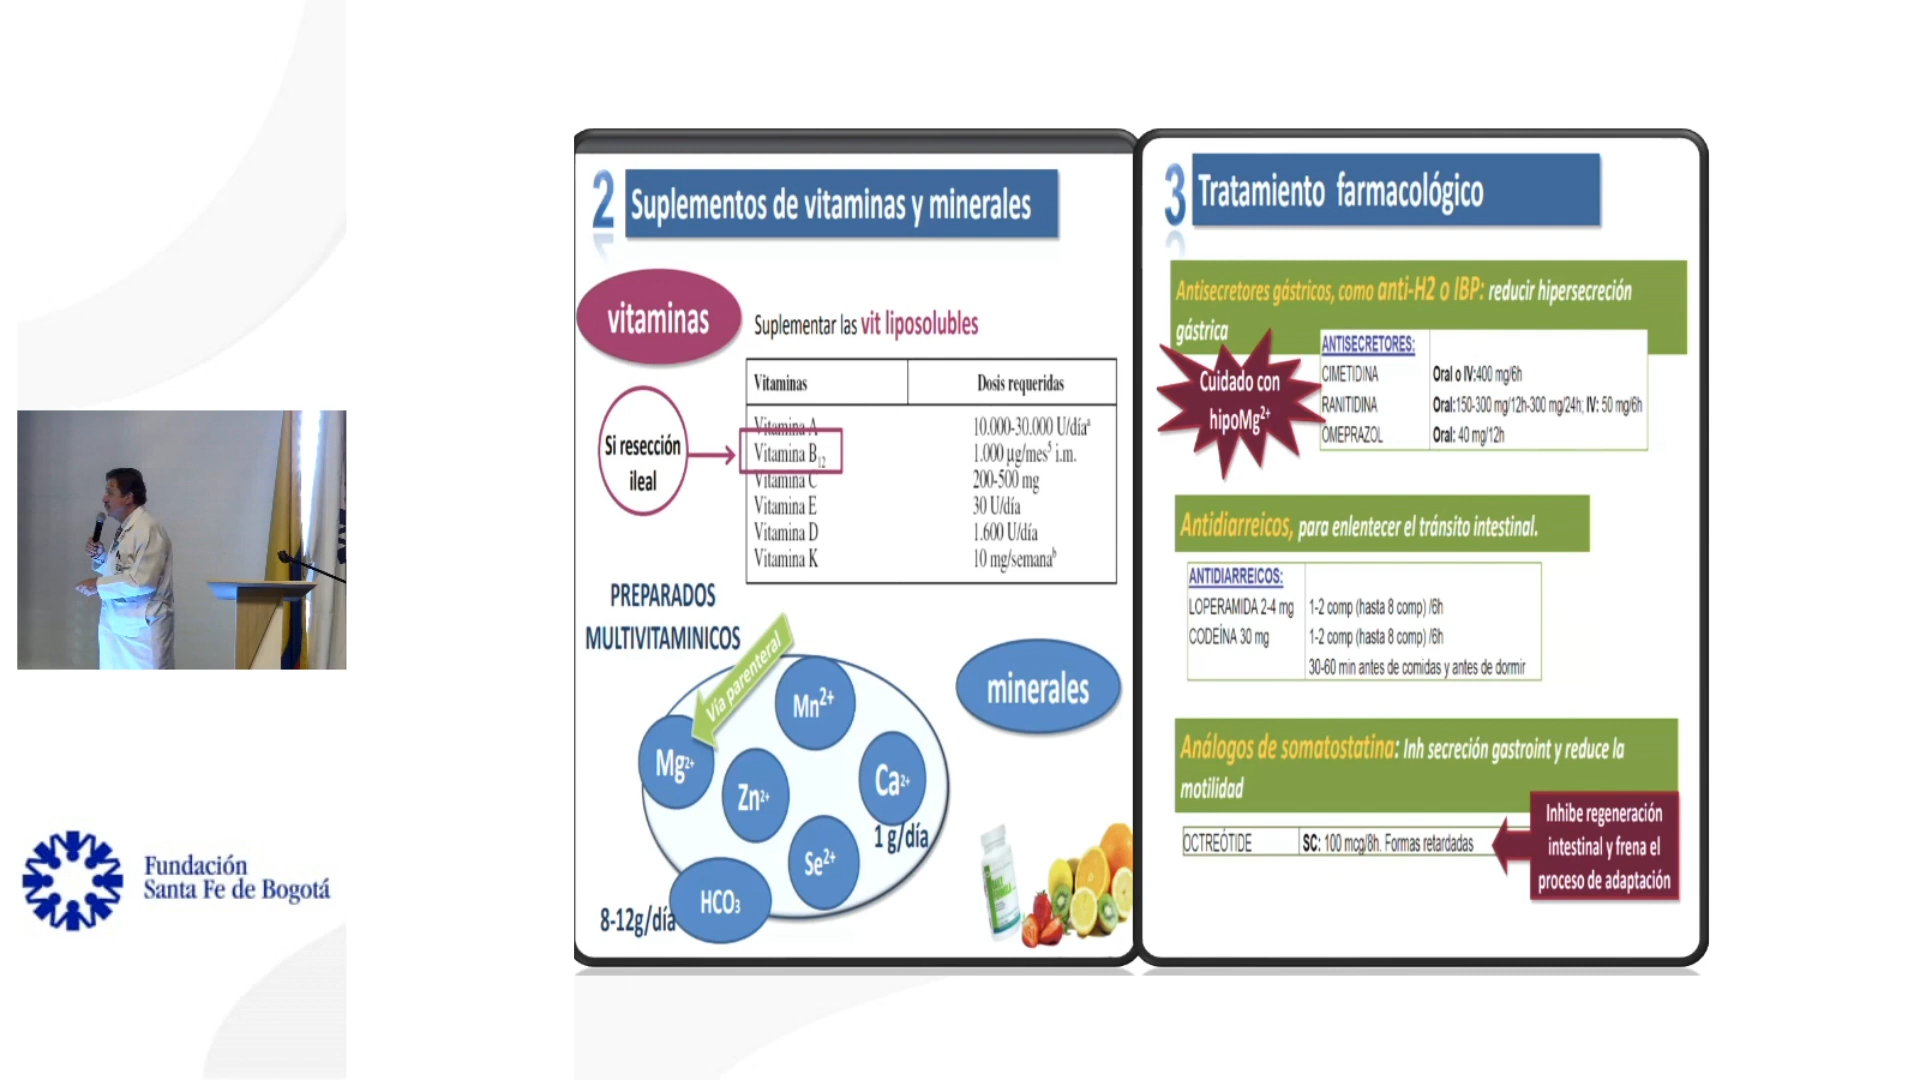 2 Suplementos de vitaminas y minerales
vitaminas
Suplementar las vit liposolubles
Vitaminas Dosis requeridas
Vitamina A 10.000-30.000 U/díaª
Vitamina B12 1.000 µg/mes⁵ i.m.
Vitamina C 200-500 mg
Vitamina E 30 U/día
Vitamina D 1.600 U/día
Vitamina K 10 mg/semanaᵇ
Si resección
ileal
PREPARADOS
MULTIVITAMINICOS
Vía parenteral
minerales
Mn2+
Mg2+
Zn2+
Ca2+
1 g/día
Se2+
HCO3
8-12g/día
3 Tratamiento farmacológico
Antisecretores gástricos, como anti-H2 o IBP: reducir hipersecreción
gástrica
Cuidado con
hipoMg2+
ANTISECRETORES:
CIMETIDINA Oral o IV:400 mg/6h
RANITIDINA Oral:150-300 mg/12h-300 mg/24h; IV: 50 mg/6h
OMEPRAZOL Oral: 40 mg/12h
Antidiarreicos, para enlentecer el tránsito intestinal.
ANTIDIARREICOS:
LOPERAMIDA 2-4 mg 1-2 comp (hasta 8 comp) /6h
CODEÍNA 30 mg 1-2 comp (hasta 8 comp) /6h
30-60 min antes de comidas y antes de dormir
Análogos de somatostatina: Inh secreción gastroint y reduce la
motilidad
OCTREÓTIDE SC: 100 mcg/8h. Formas retardadas
Inhibe regeneración
intestinal y frena el
proceso de adaptación
Fundación
Santa Fe de Bogotá